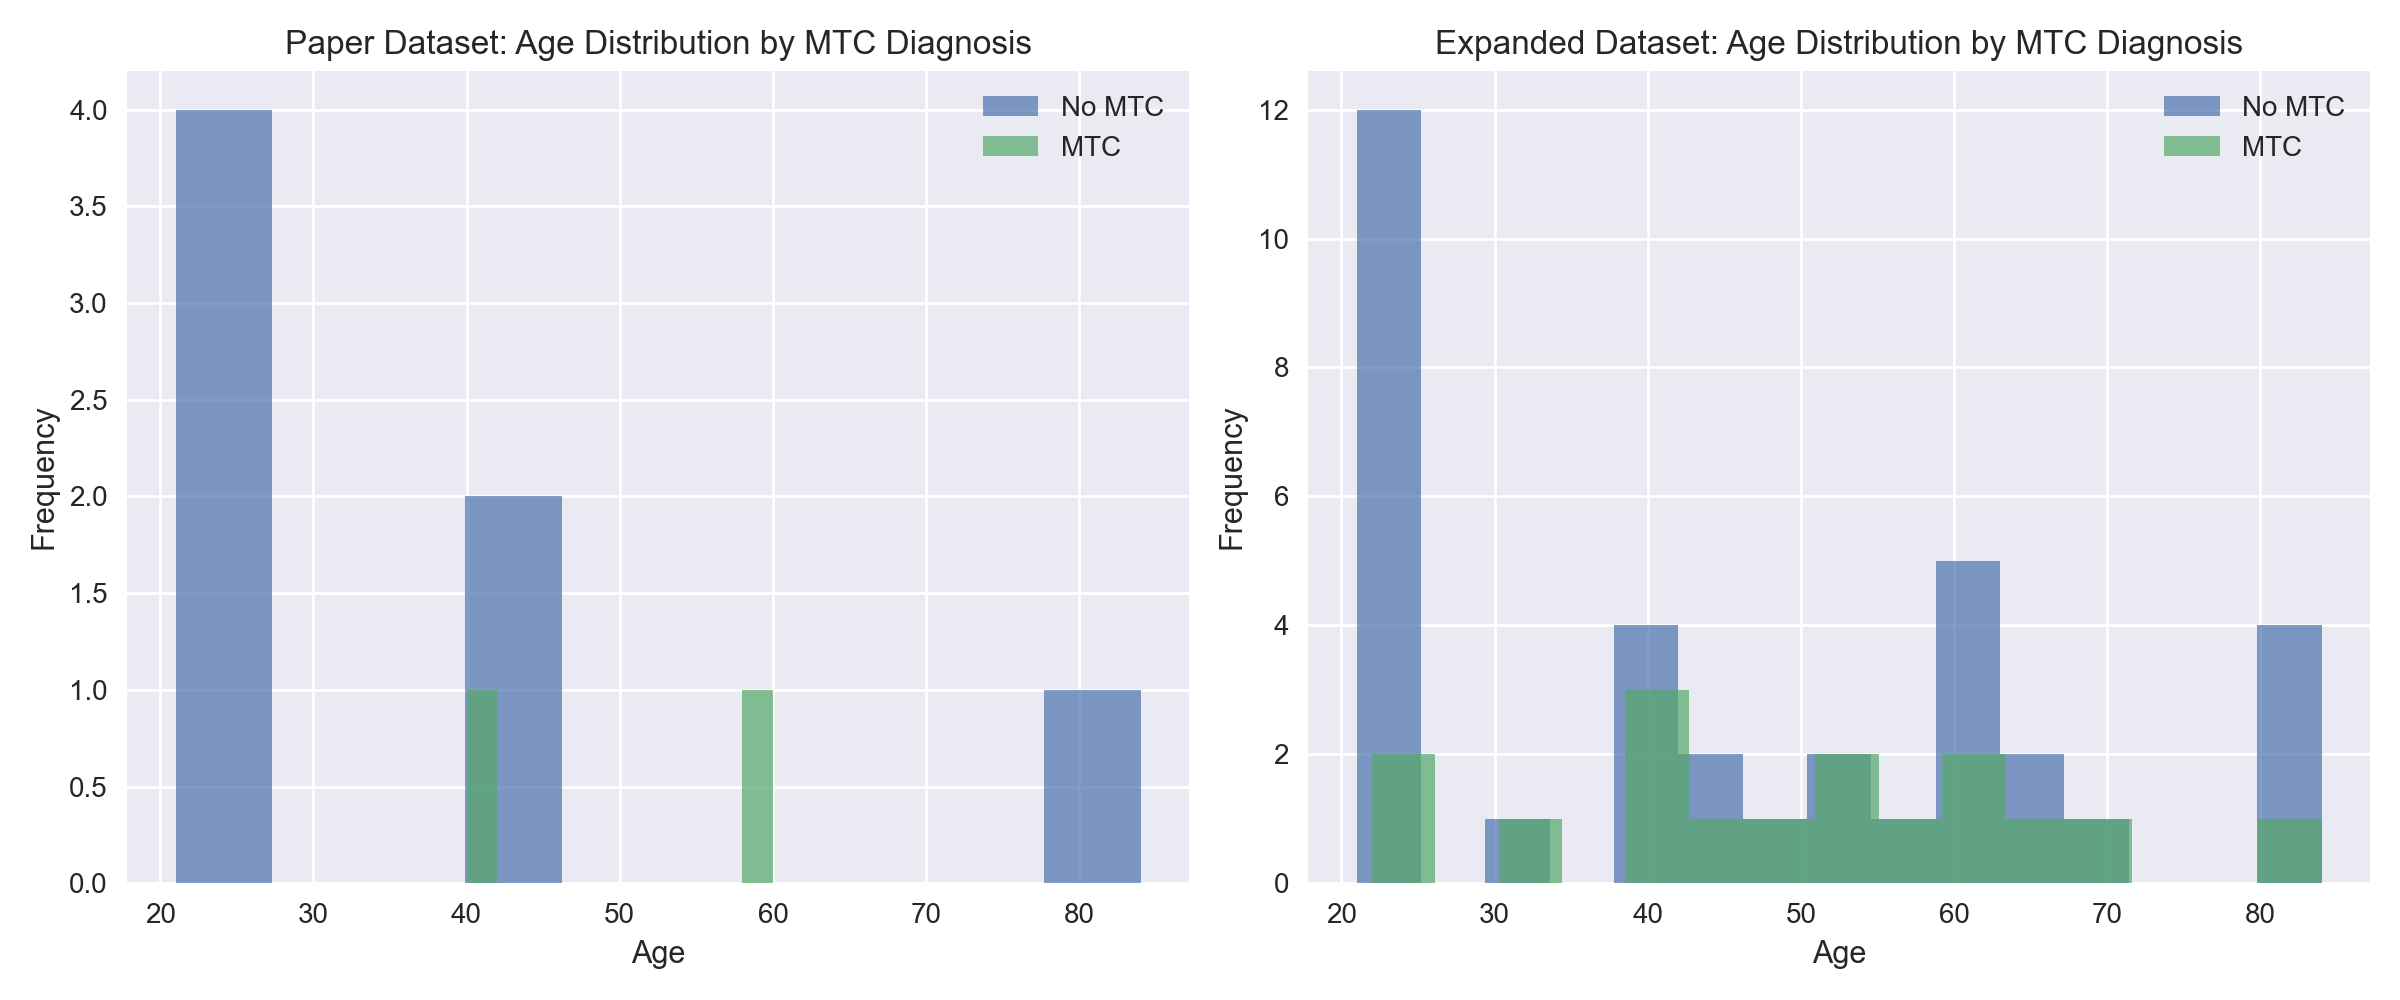 Paper Dataset: Age Distribution by MTC Diagnosis
No MTC
MTC
4.0
3.5
3.0
2.5
2.0
1.5
1.0
0.5
0.0
Frequency
20 30 40 50 60 70 80
Age
Expanded Dataset: Age Distribution by MTC Diagnosis
No MTC
MTC
12
10
8
6
4
2
0
Frequency
20 30 40 50 60 70 80
Age